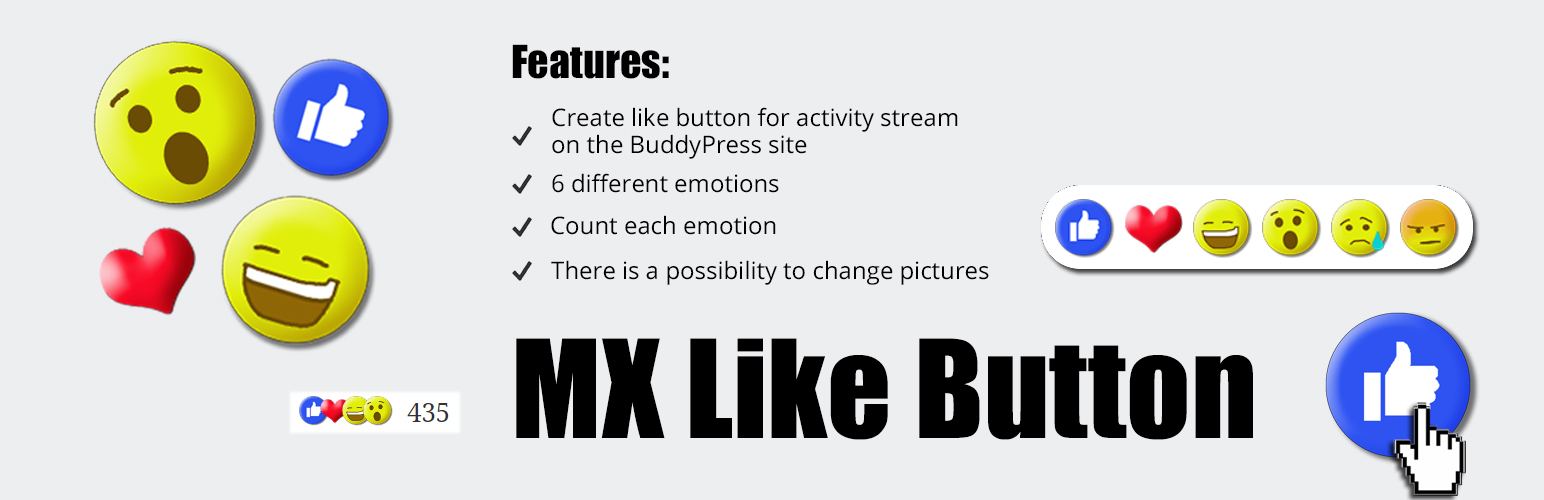 Features:
Create like button for activity stream
on the BuddyPress site
6 different emotions
Count each emotion
There is a possibility to change pictures
MX Like Button
435